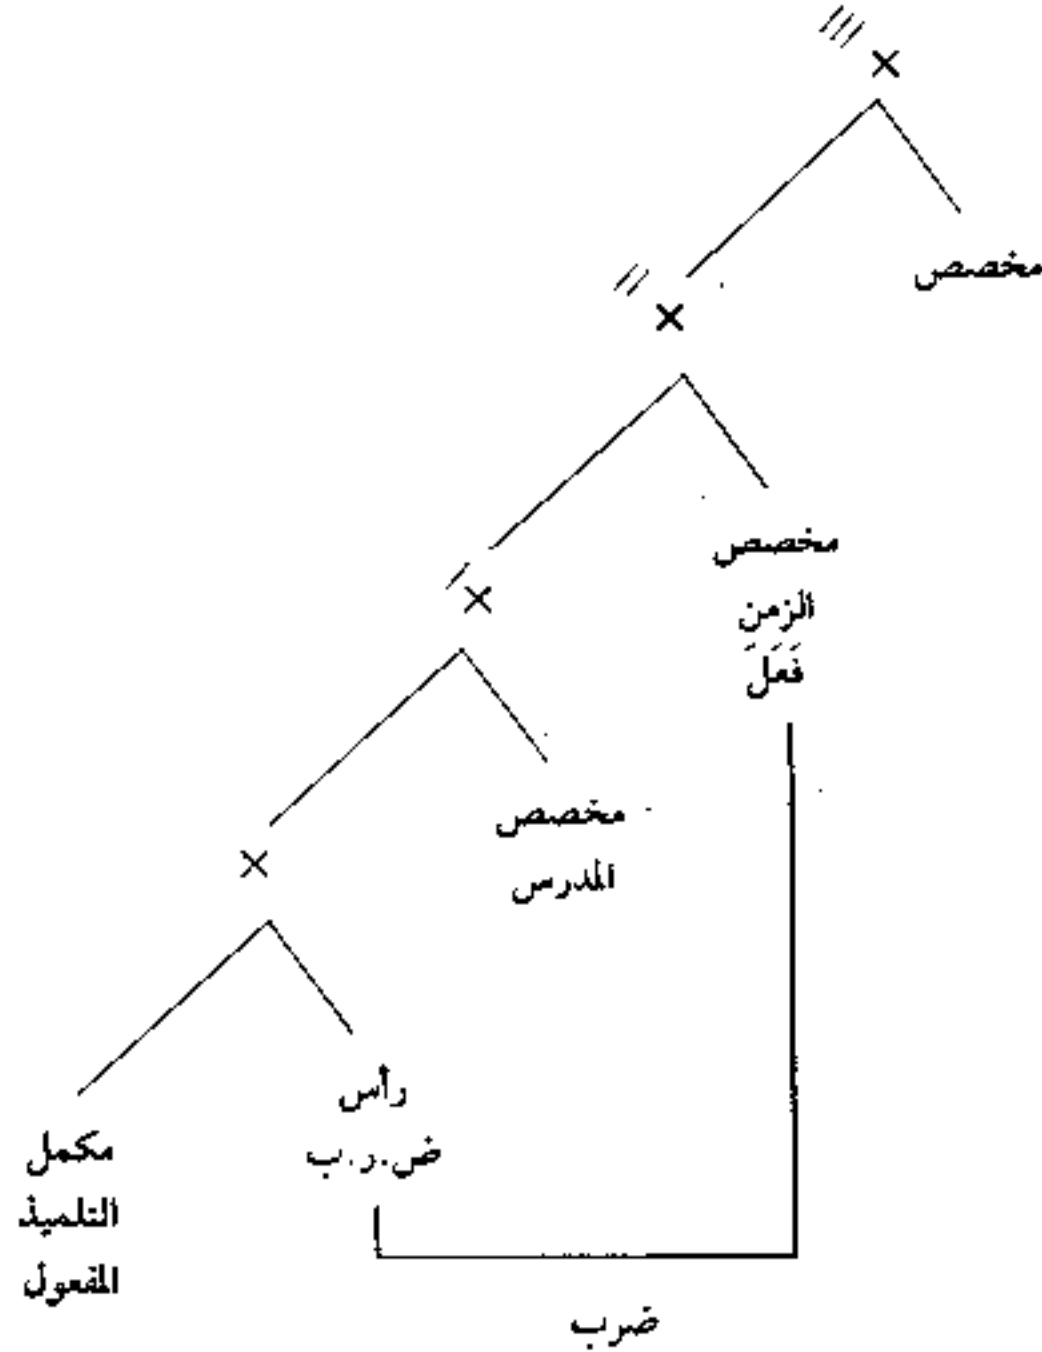 ×///
مخصص
×//
مخصص
الزمن
فَعَلَ
×/
مخصص
المدرس
×
رأس
ض.ر.ب
مكمل
التلميذ
المفعول
ضرب